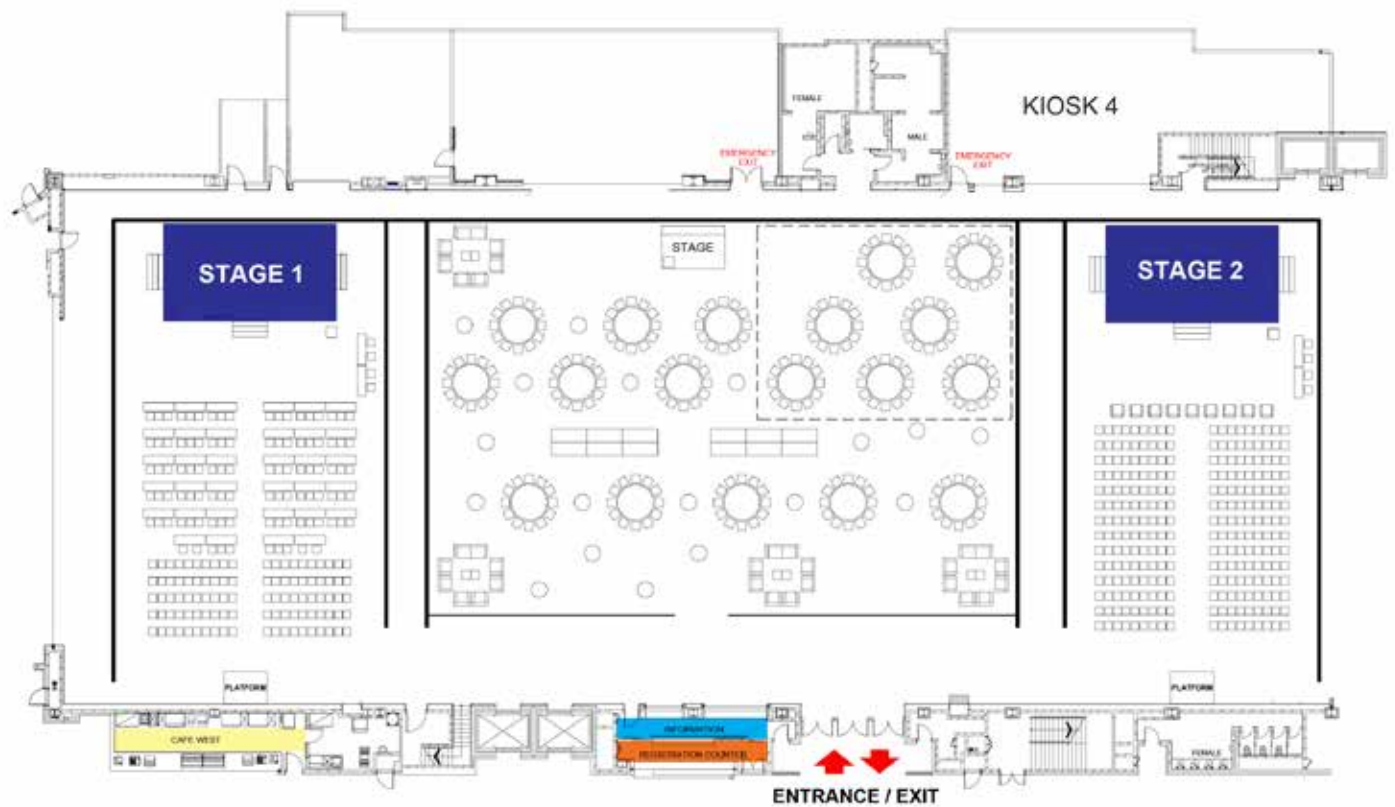 FEMALE
MALE
KIOSK 4
EMERGENCY
EXIT
EMERGENCY
EXIT
STAGE 1
STAGE
STAGE 2
PLATFORM
PLATFORM
CAFE WEST
INFORMATION
REGISTRATION COUNTER
FEMALE
ENTRANCE / EXIT